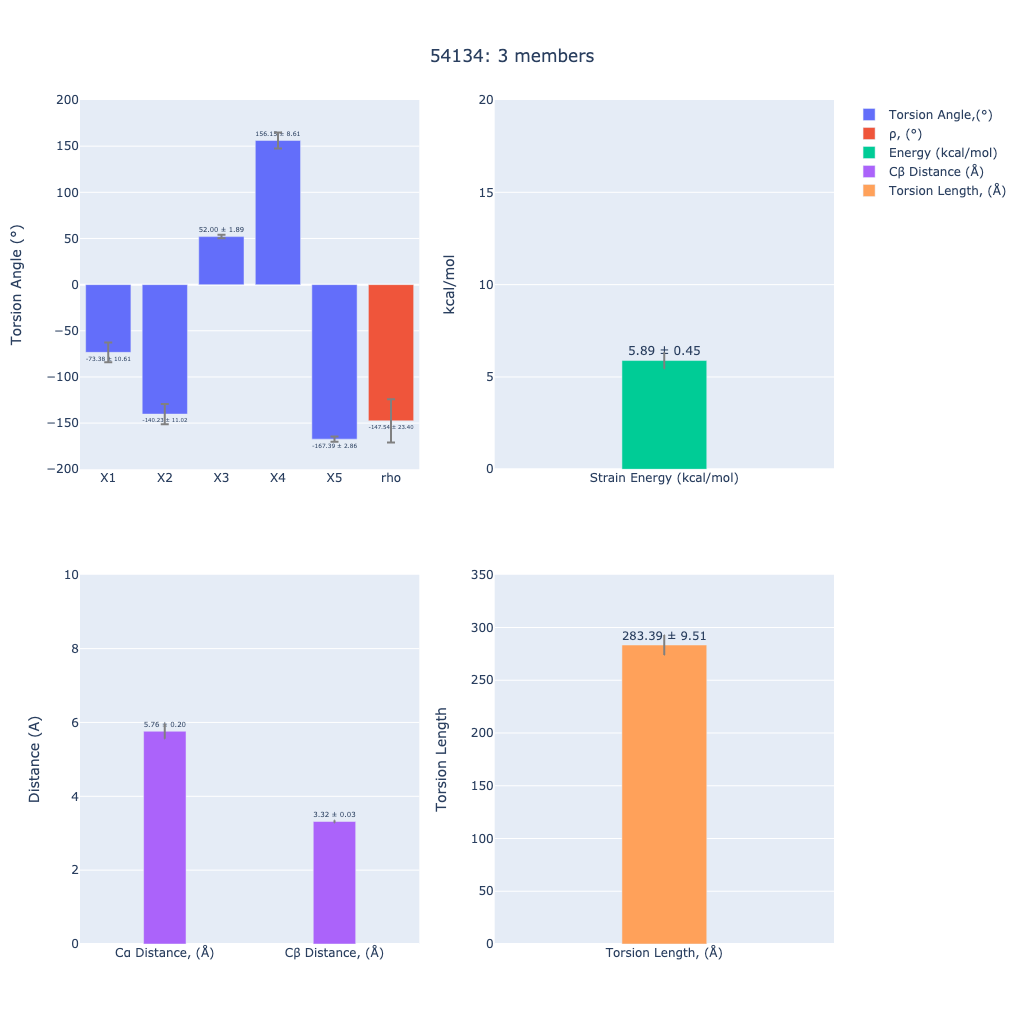 54134: 3 members
Torsion Angle (°)
200
150
100
50
0
−50
−100
−150
−200
-73.38 ± 10.61
-140.23 ± 11.02
52.00 ± 1.89
156.15 ± 8.61
-167.39 ± 2.86
-147.54 ± 23.40
X1 X2 X3 X4 X5 rho
kcal/mol
20
15
10
5
0
5.89 ± 0.45
Strain Energy (kcal/mol)
Torsion Angle,(°)
ρ, (°)
Energy (kcal/mol)
Cβ Distance (Å)
Torsion Length, (Å)
Distance (A)
10
8
6
4
2
0
5.76 ± 0.20
3.32 ± 0.03
Cα Distance, (Å) Cβ Distance, (Å)
Torsion Length
350
300
250
200
150
100
50
0
283.39 ± 9.51
Torsion Length, (Å)